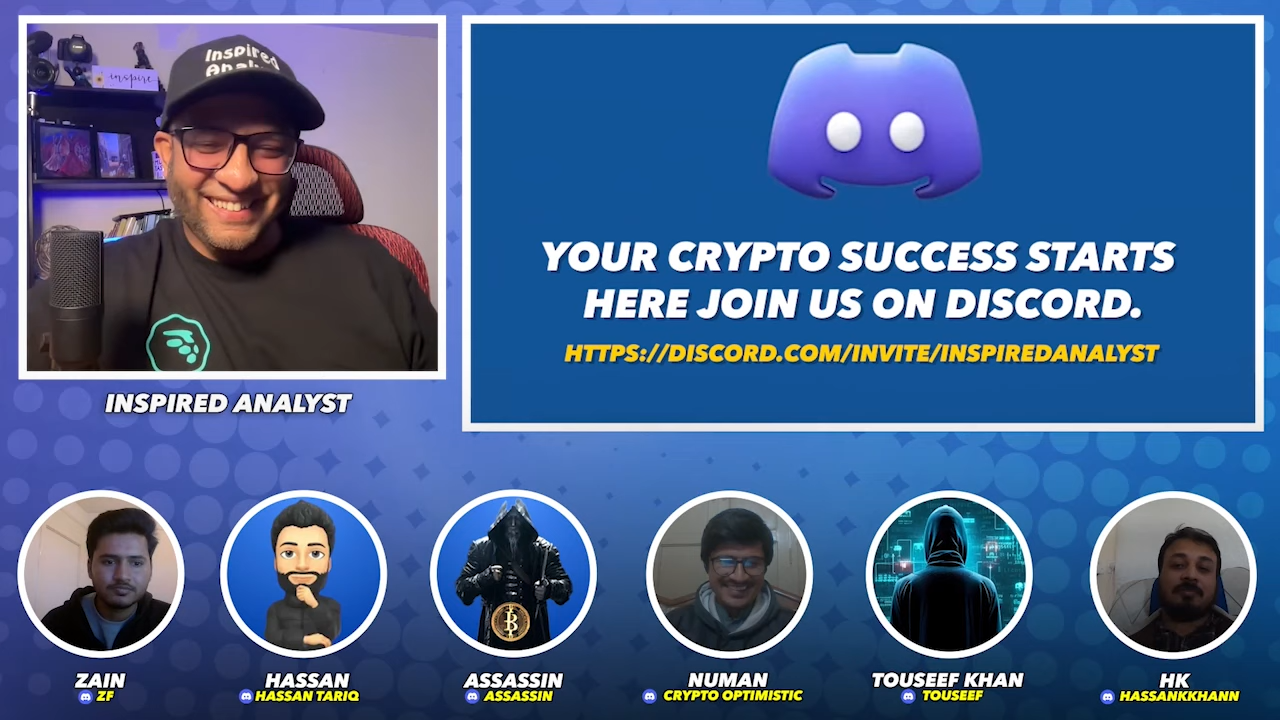 Inspired
inspire
YOUR CRYPTO SUCCESS STARTS
HERE JOIN US ON DISCORD.
HTTPS://DISCORD.COM/INVITE/INSPIREDANALYST
INSPIRED ANALYST
ZAIN
ZF
HASSAN
HASSAN TARIQ
ASSASSIN
ASSASSIN
NUMAN
CRYPTO OPTIMISTIC
TOUSEEF KHAN
TOUSEEF
HK
HASSANKKHANN